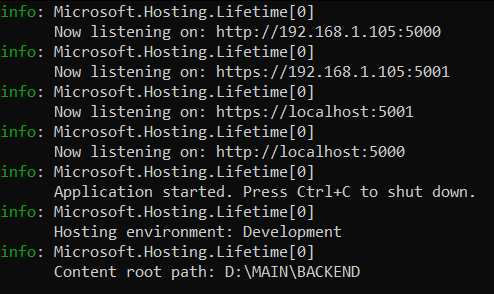 info: Microsoft.Hosting.Lifetime[0]
Now listening on: http://192.168.1.105:5000
info: Microsoft.Hosting.Lifetime[0]
Now listening on: https://192.168.1.105:5001
info: Microsoft.Hosting.Lifetime[0]
Now listening on: https://localhost:5001
info: Microsoft.Hosting.Lifetime[0]
Now listening on: http://localhost:5000
info: Microsoft.Hosting.Lifetime[0]
Application started. Press Ctrl+C to shut down.
info: Microsoft.Hosting.Lifetime[0]
Hosting environment: Development
info: Microsoft.Hosting.Lifetime[0]
Content root path: D:\MAIN\BACKEND